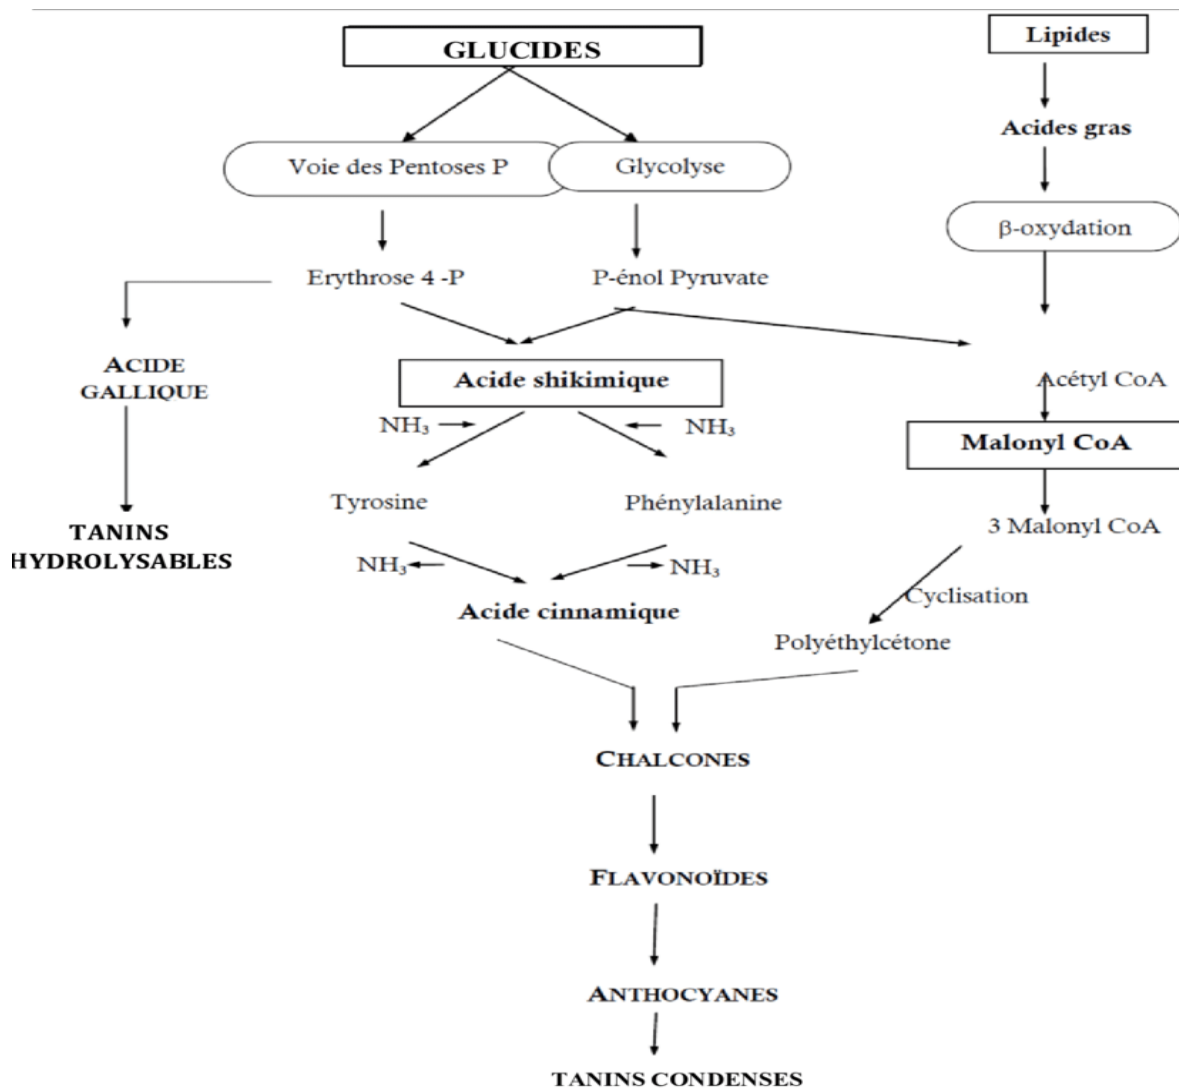 GLUCIDES
Lipides
Acides gras
Voie des Pentoses P
Glycolyse
β-oxydation
Erythrose 4 -P
P-énol Pyruvate
ACIDE
GALLIQUE
Acide shikimique
Acétyl CoA
NH₃
NH₃
Malonyl CoA
Tyrosine
Phénylalanine
3 Malonyl CoA
TANINS
HYDROLYSABLES
NH₃
NH₃
Acide cinnamique
Cyclisation
Polyéthylcétone
CHALCONES
FLAVONOÏDES
ANTHOCYANES
TANINS CONDENSES